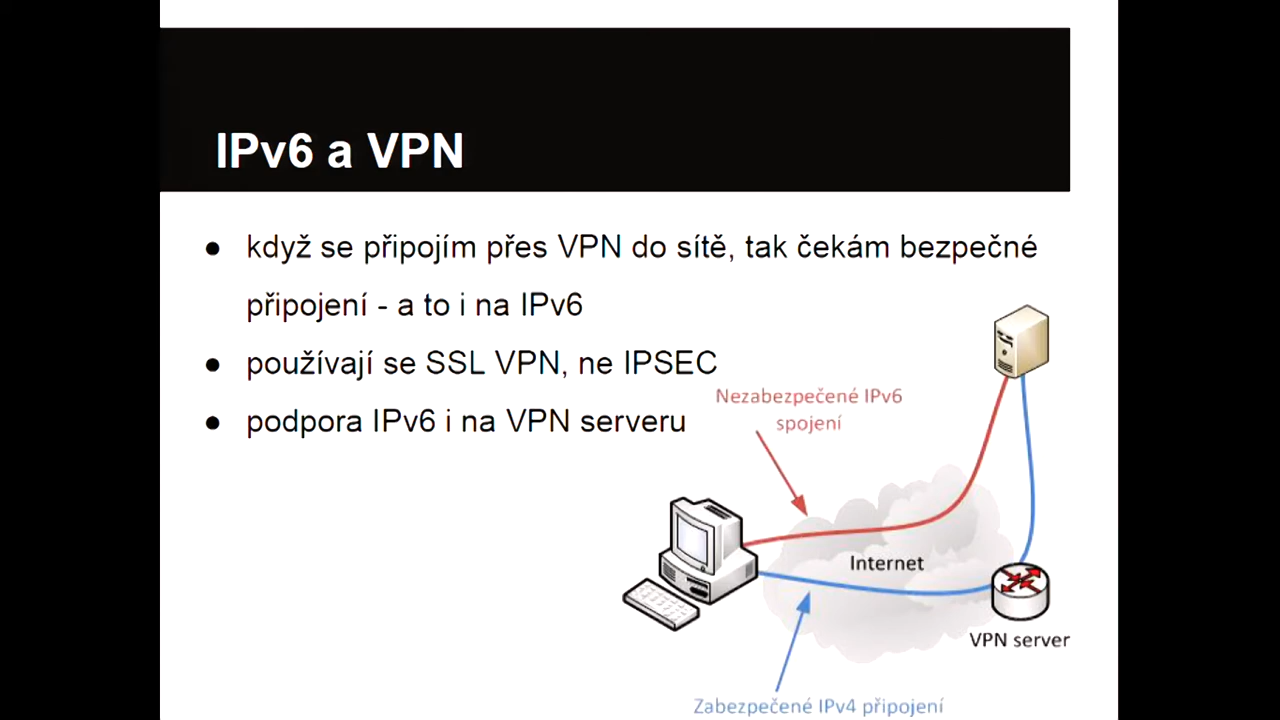 IPv6 a VPN
● když se připojím přes VPN do sítě, tak čekám bezpečné
připojení - a to i na IPv6
● používají se SSL VPN, ne IPSEC
● podpora IPv6 i na VPN serveru
Nezabezpečené IPv6
spojení
Internet
VPN server
Zabezpečené IPv4 připojení